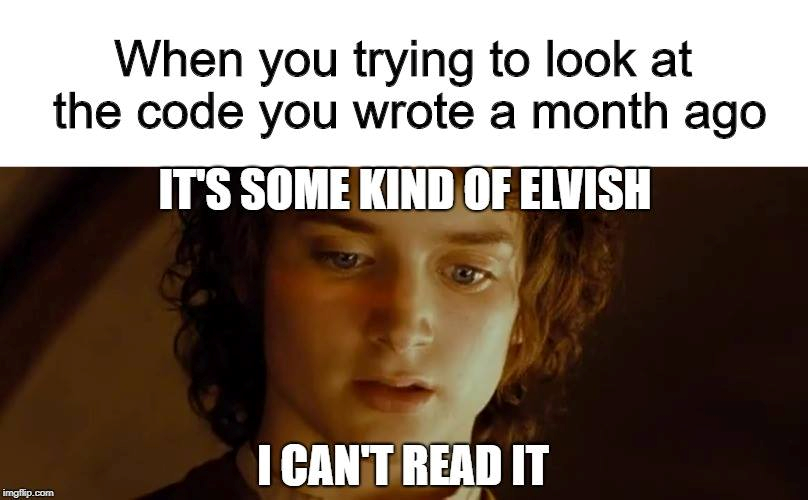 When you trying to look at
the code you wrote a month ago
IT'S SOME KIND OF ELVISH
I CAN'T READ IT
imgflip.com